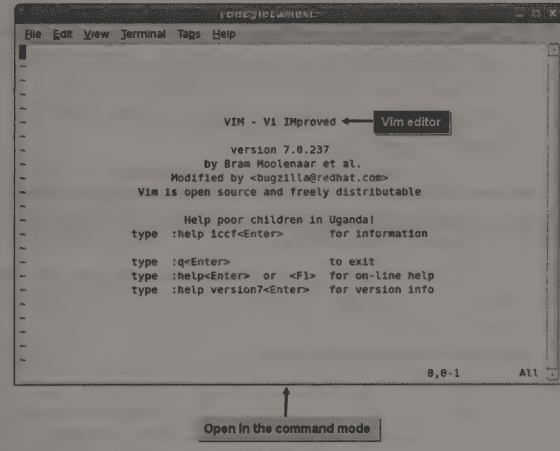 File Edit View Terminal Tabs Help
VIM - Vi IMproved
Vim editor
version 7.0.237
by Bram Moolenaar et al.
Modified by <bugzilla@redhat.com>
Vim is open source and freely distributable
Help poor children in Uganda!
type :help iccf<Enter> for information
type :q<Enter> to exit
type :help<Enter> or <F1> for on-line help
type :help version7<Enter> for version info
0,0-1 All
Open in the command mode